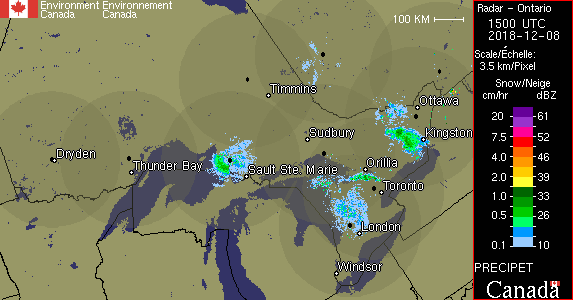 Environment Environnement
Canada Canada
100 KM
Timmins
Ottawa
Kingston
Sudbury
Dryden
Thunder Bay
Sault Ste. Marie
Orillia
Toronto
London
Windsor
Radar - Ontario
1500 UTC
2018-12-08
Scale/Échelle:
3.5 km/Pixel
Snow/Neige
cm/hr dBZ
20 61
7.5 52
4.0 46
2.0 39
1.0 33
0.5 26
0.1 10
PRECIPET
Canada